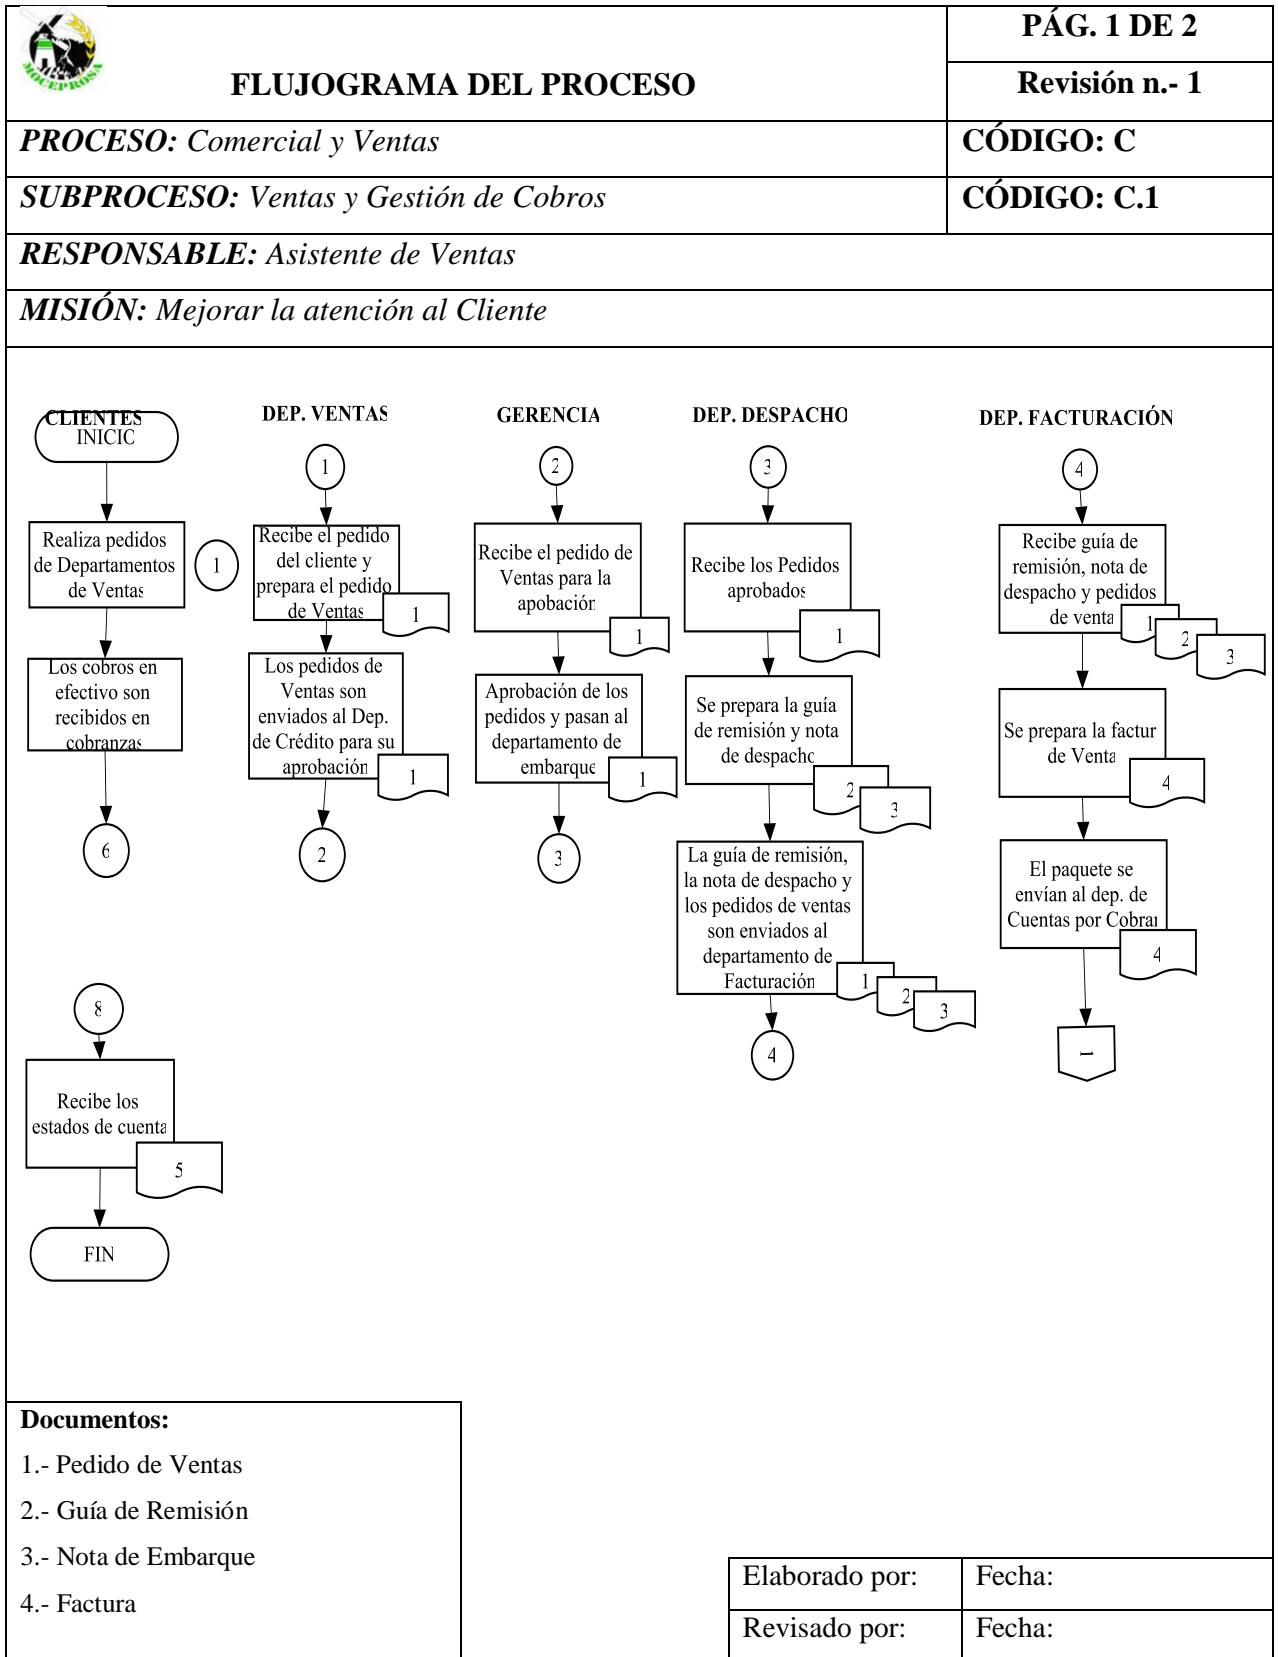 MOCEPROSA
FLUJOGRAMA DEL PROCESO
PÁG. 1 DE 2
Revisión n.- 1
PROCESO: Comercial y Ventas
CÓDIGO: C
SUBPROCESO: Ventas y Gestión de Cobros
CÓDIGO: C.1
RESPONSABLE: Asistente de Ventas
MISIÓN: Mejorar la atención al Cliente
CLIENTES
INICIO
Realiza pedidos
de Departamentos
de Ventas
1
Los cobros en
efectivo son
recibidos en
cobranzas
6
8
Recibe los
estados de cuenta
5
FIN
DEP. VENTAS
1
Recibe el pedido
del cliente y
prepara el pedido
de Ventas
1
Los pedidos de
Ventas son
enviados al Dep.
de Crédito para su
aprobación
1
2
GERENCIA
2
Recibe el pedido de
Ventas para la
apobación
1
Aprobación de los
pedidos y pasan al
departamento de
embarque
1
3
DEP. DESPACHO
3
Recibe los Pedidos
aprobados
1
Se prepara la guía
de remisión y nota
de despacho
2
3
La guía de remisión,
la nota de despacho y
los pedidos de ventas
son enviados al
departamento de
Facturación
1
2
3
4
DEP. FACTURACIÓN
4
Recibe guía de
remisión, nota de
despacho y pedidos
de venta
1
2
3
Se prepara la factur
de Venta
4
El paquete se
envían al dep. de
Cuentas por Cobrar
4
1
Documentos:
1.- Pedido de Ventas
2.- Guía de Remisión
3.- Nota de Embarque
4.- Factura
Elaborado por:
Fecha:
Revisado por:
Fecha: